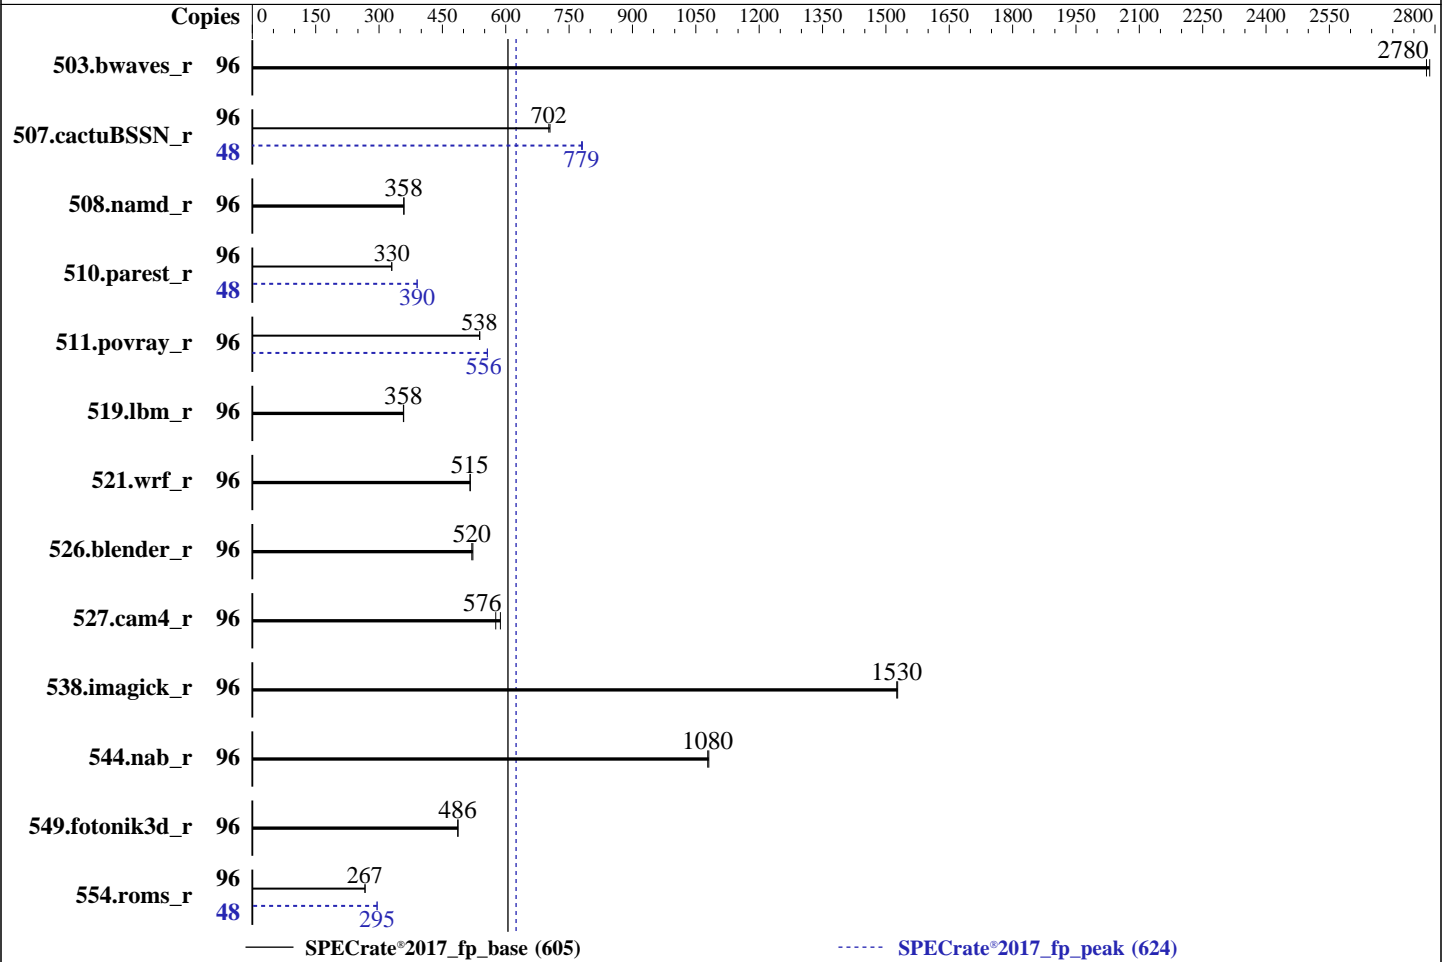 Copies 0 150 300 450 600 750 900 1050 1200 1350 1500 1650 1800 1950 2100 2250 2400 2550 2800
503.bwaves_r 96 2780
507.cactuBSSN_r 96 702
48 779
508.namd_r 96 358
510.parest_r 96 330
48 390
511.povray_r 96 538
556
519.lbm_r 96 358
521.wrf_r 96 515
526.blender_r 96 520
527.cam4_r 96 576
538.imagick_r 96 1530
544.nab_r 96 1080
549.fotonik3d_r 96 486
554.roms_r 96 267
48 295
SPECrate®2017_fp_base (605) SPECrate®2017_fp_peak (624)